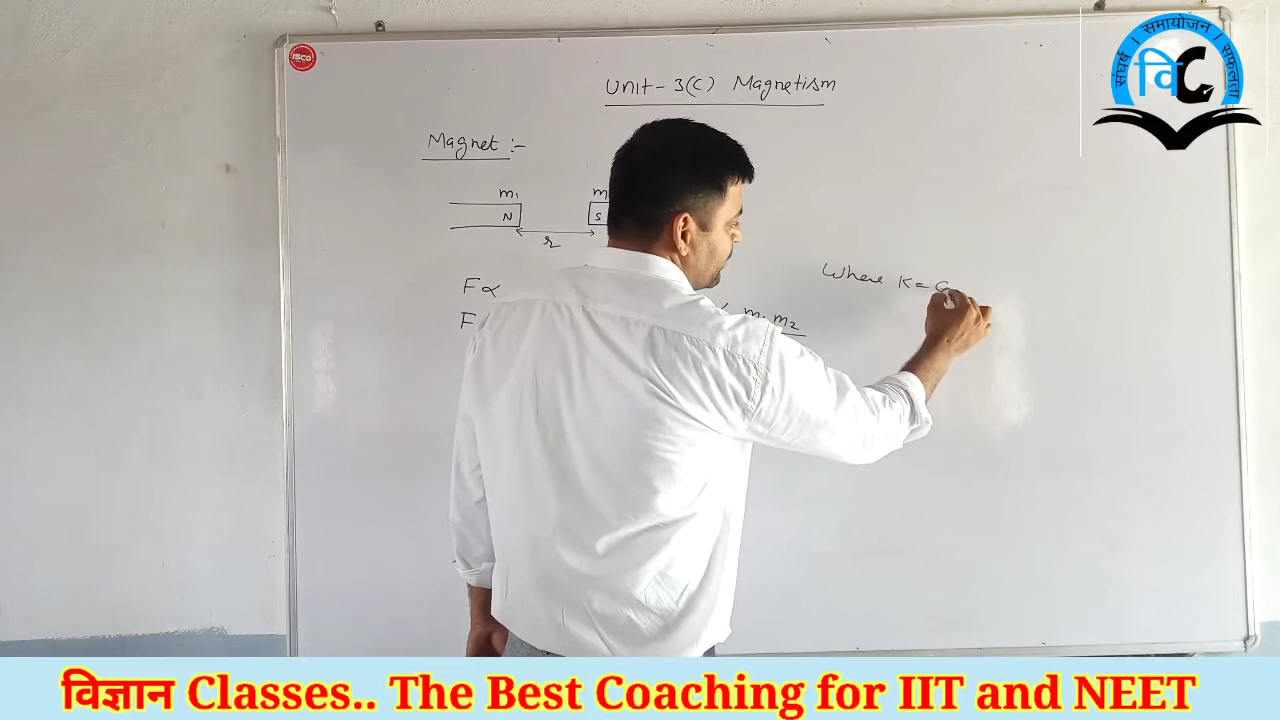 ISCO
संघर्ष । समायोजन । सफलता
वि C
Unit - 3(C) Magnetism
Magnet :-
m₁ m
N S
r
F ∝
F
m₁ m₂
Where K = C
विज्ञान Classes.. The Best Coaching for IIT and NEET